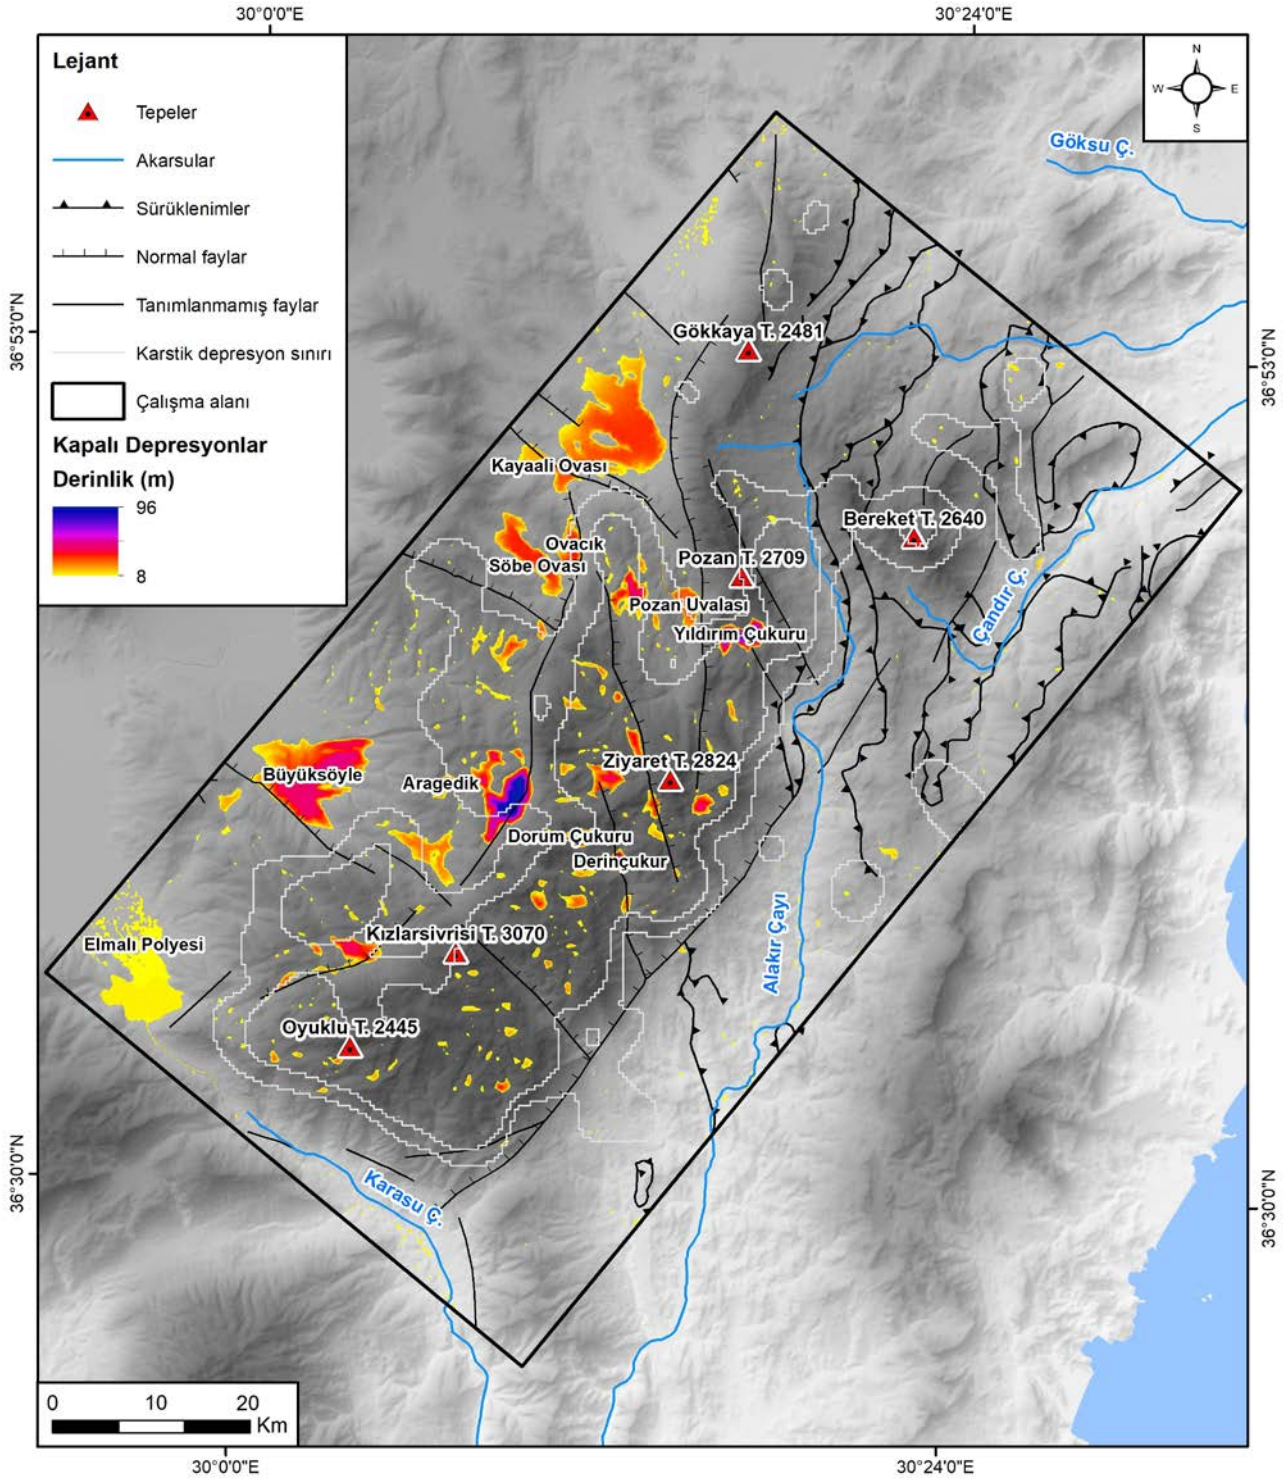 30°0'0"E
30°24'0"E
Lejant
Tepeler
Akarsular
Sürüklenimler
Normal faylar
Tanımlanmamış faylar
Karstik depresyon sınırı
Çalışma alanı
Kapalı Depresyonlar
Derinlik (m)
96
8
N
W
E
S
Göksu Ç.
36°53'0"N
36°53'0"N
Gökkaya T. 2481
Kayaali Ovası
Bereket T. 2640
Ovacık
Söbe Ovası
Pozan T. 2709
Pozan Uvalası
Yıldırım Çukuru
Çandır Ç.
Ziyaret T. 2824
Büyüksöyle
Aragedik
Dorum Çukuru
Derinçukur
Elmalı Polyesi
Kızlarsivrisi T. 3070
Alakır Çayı
Oyuklu T. 2445
36°30'0"N
36°30'0"N
Karasu Ç.
0
10
20
Km
30°0'0"E
30°24'0"E